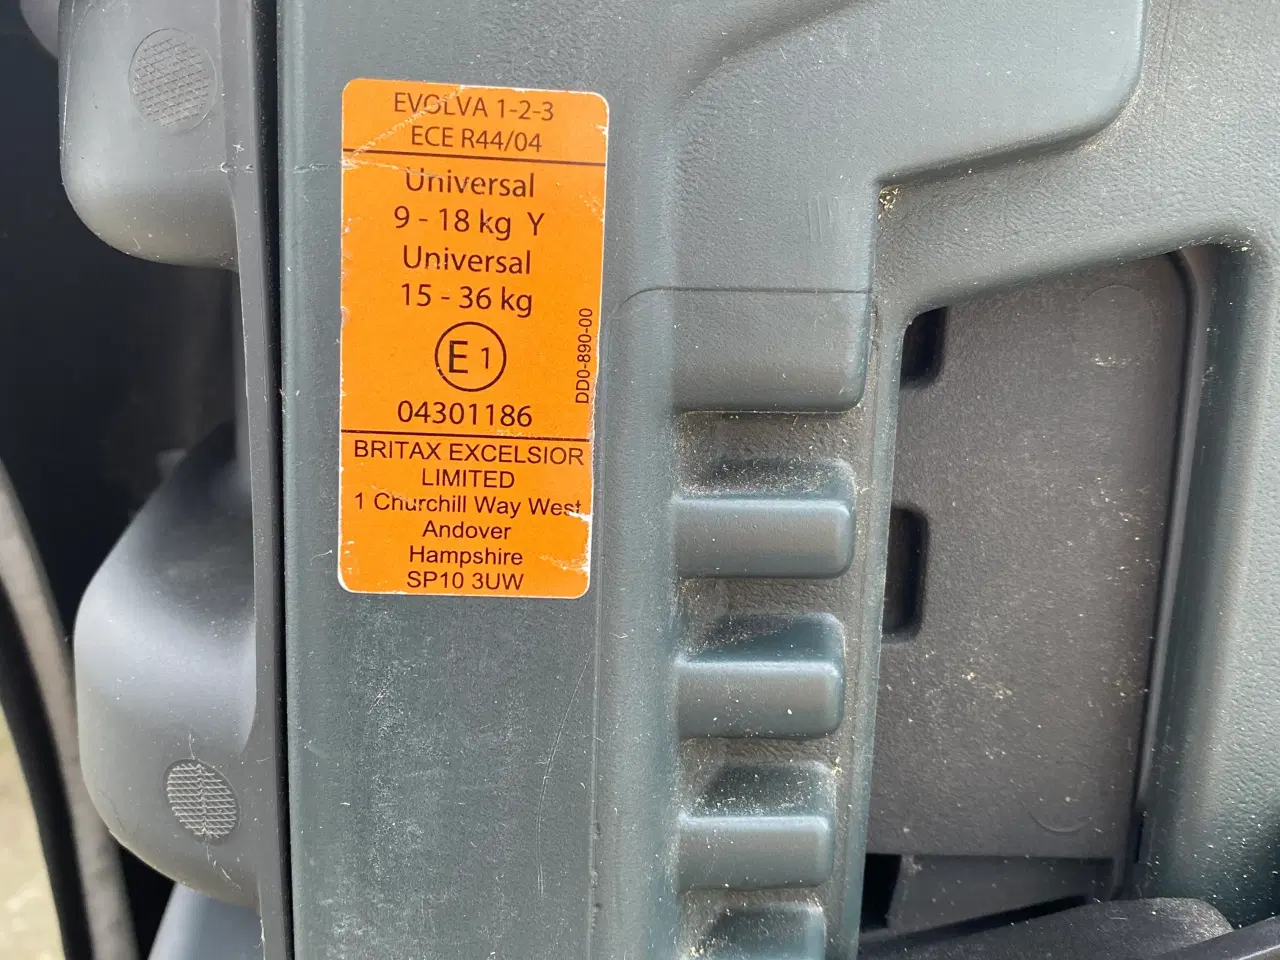 EVOLVA 1-2-3
ECE R44/04
Universal
9 - 18 kg Y
Universal
15 - 36 kg
E 1
04301186
DD0-890-00
BRITAX EXCELSIOR
LIMITED
1 Churchill Way West
Andover
Hampshire
SP10 3UW